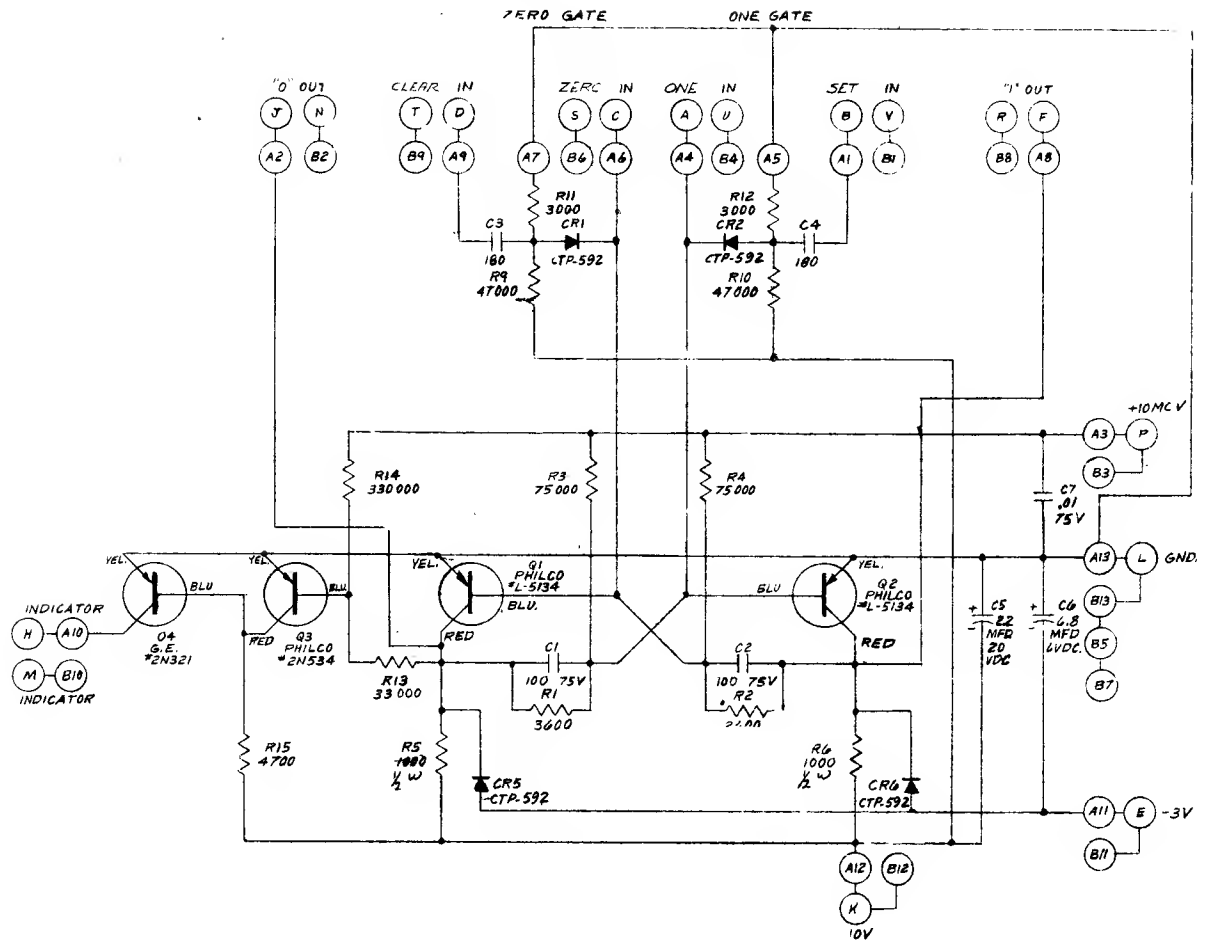 ZERO GATE ONE GATE
"0" OUT CLEAR IN ZERO IN ONE IN SET IN "1" OUT
J N T D S C A U B V R F
A2 B2 B9 A9 A7 B6 A6 A4 B4 A5 A1 B1 B8 A8
R11
3000
R12
3000
C3
180
CR1
CTP-592
CR2
CTP-592
C4
180
R9
47000
R10
47000
+10MCV
A3 P
B3
R14
330000
R3
75000
R4
75000
C7
.01
75V
A13 L GND.
YEL.
YEL.
YEL.
YEL.
BLU
BLU.
BLU.
BLU
Q1
PHILCO
#L-5134
Q2
PHILCO
#L-5134
B13
B5
B7
INDICATOR
H A10
M B10
INDICATOR
Q4
G.E.
#2N321
RED
Q3
PHILCO
#2N534
RED
RED
C5
22
MFD
20
VDC
C6
6.8
MFD
6VDC.
R13
33000
C1
100 75V
R1
3600
C2
100 75V
R2
R15
4700
R5
1000
1/2 W
CR5
CTP-592
R6
1000
1/2 W
CR6
CTP-592
A11 E -3V
B11
A12 B12
K
10V